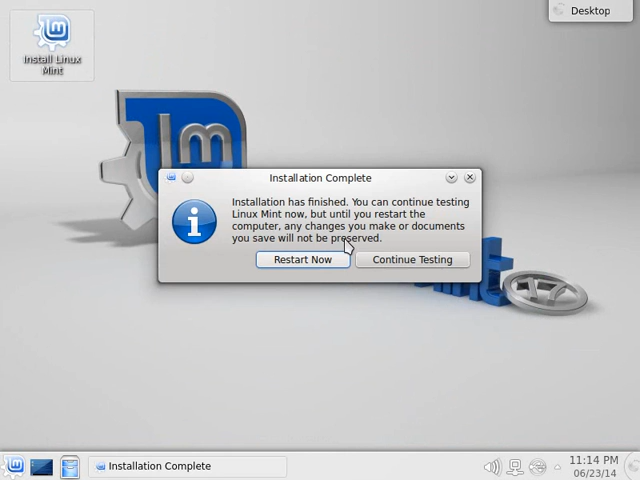 Desktop
Install Linux
Mint
Installation Complete
Installation has finished. You can continue testing
Linux Mint now, but until you restart the
computer, any changes you make or documents
you save will not be preserved.
Restart Now
Continue Testing
17
Installation Complete
11:14 PM
06/23/14